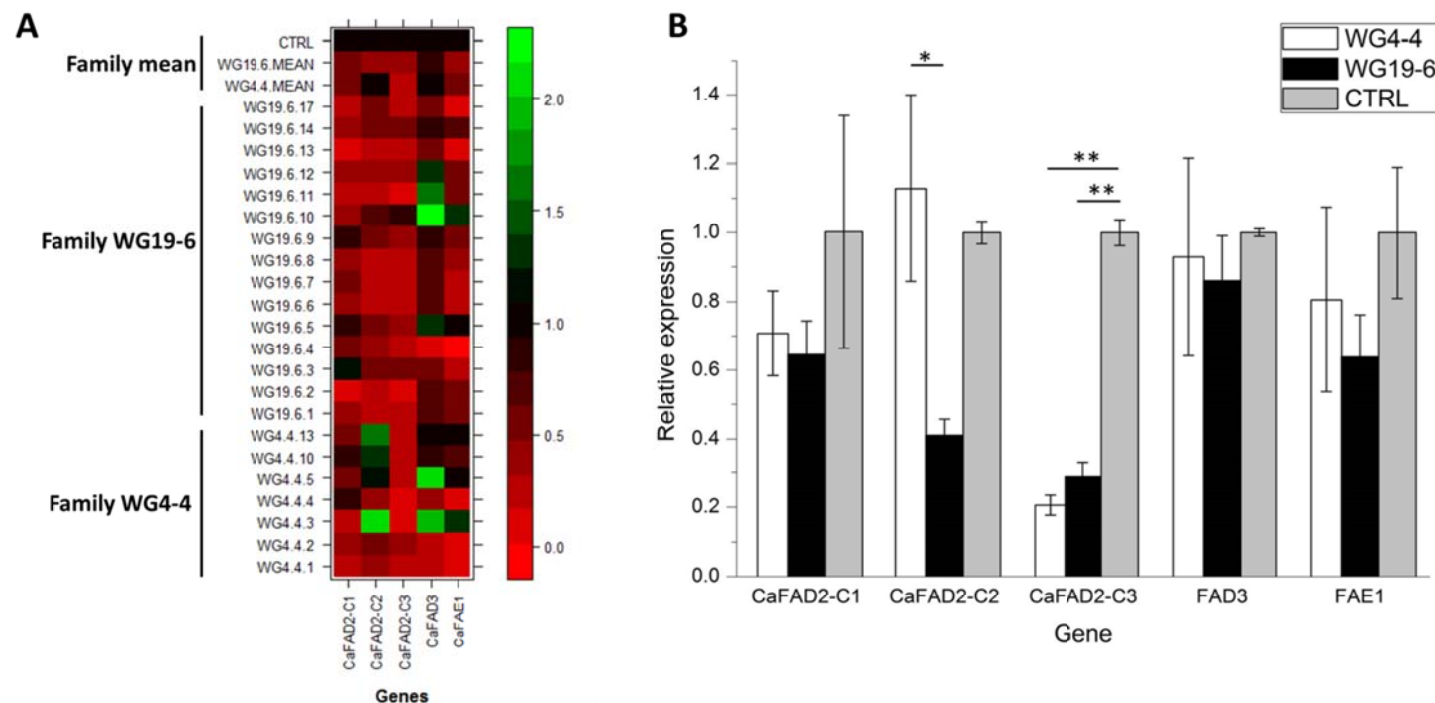 A
Family mean
Family WG19-6
Family WG4-4
CTRL
WG19.6.MEAN
WG4.4.MEAN
WG19.6.17
WG19.6.14
WG19.6.13
WG19.6.12
WG19.6.11
WG19.6.10
WG19.6.9
WG19.6.8
WG19.6.7
WG19.6.6
WG19.6.5
WG19.6.4
WG19.6.3
WG19.6.2
WG19.6.1
WG4.4.13
WG4.4.10
WG4.4.5
WG4.4.4
WG4.4.3
WG4.4.2
WG4.4.1
CaFAD2-C1
CaFAD2-C2
CaFAD2-C3
CaFAD3
CaFAE1
Genes
2.0
1.5
1.0
0.5
0.0
B
WG4-4
WG19-6
CTRL
Relative expression
1.4
1.2
1.0
0.8
0.6
0.4
0.2
0.0
*
**
**
CaFAD2-C1
CaFAD2-C2
CaFAD2-C3
FAD3
FAE1
Gene